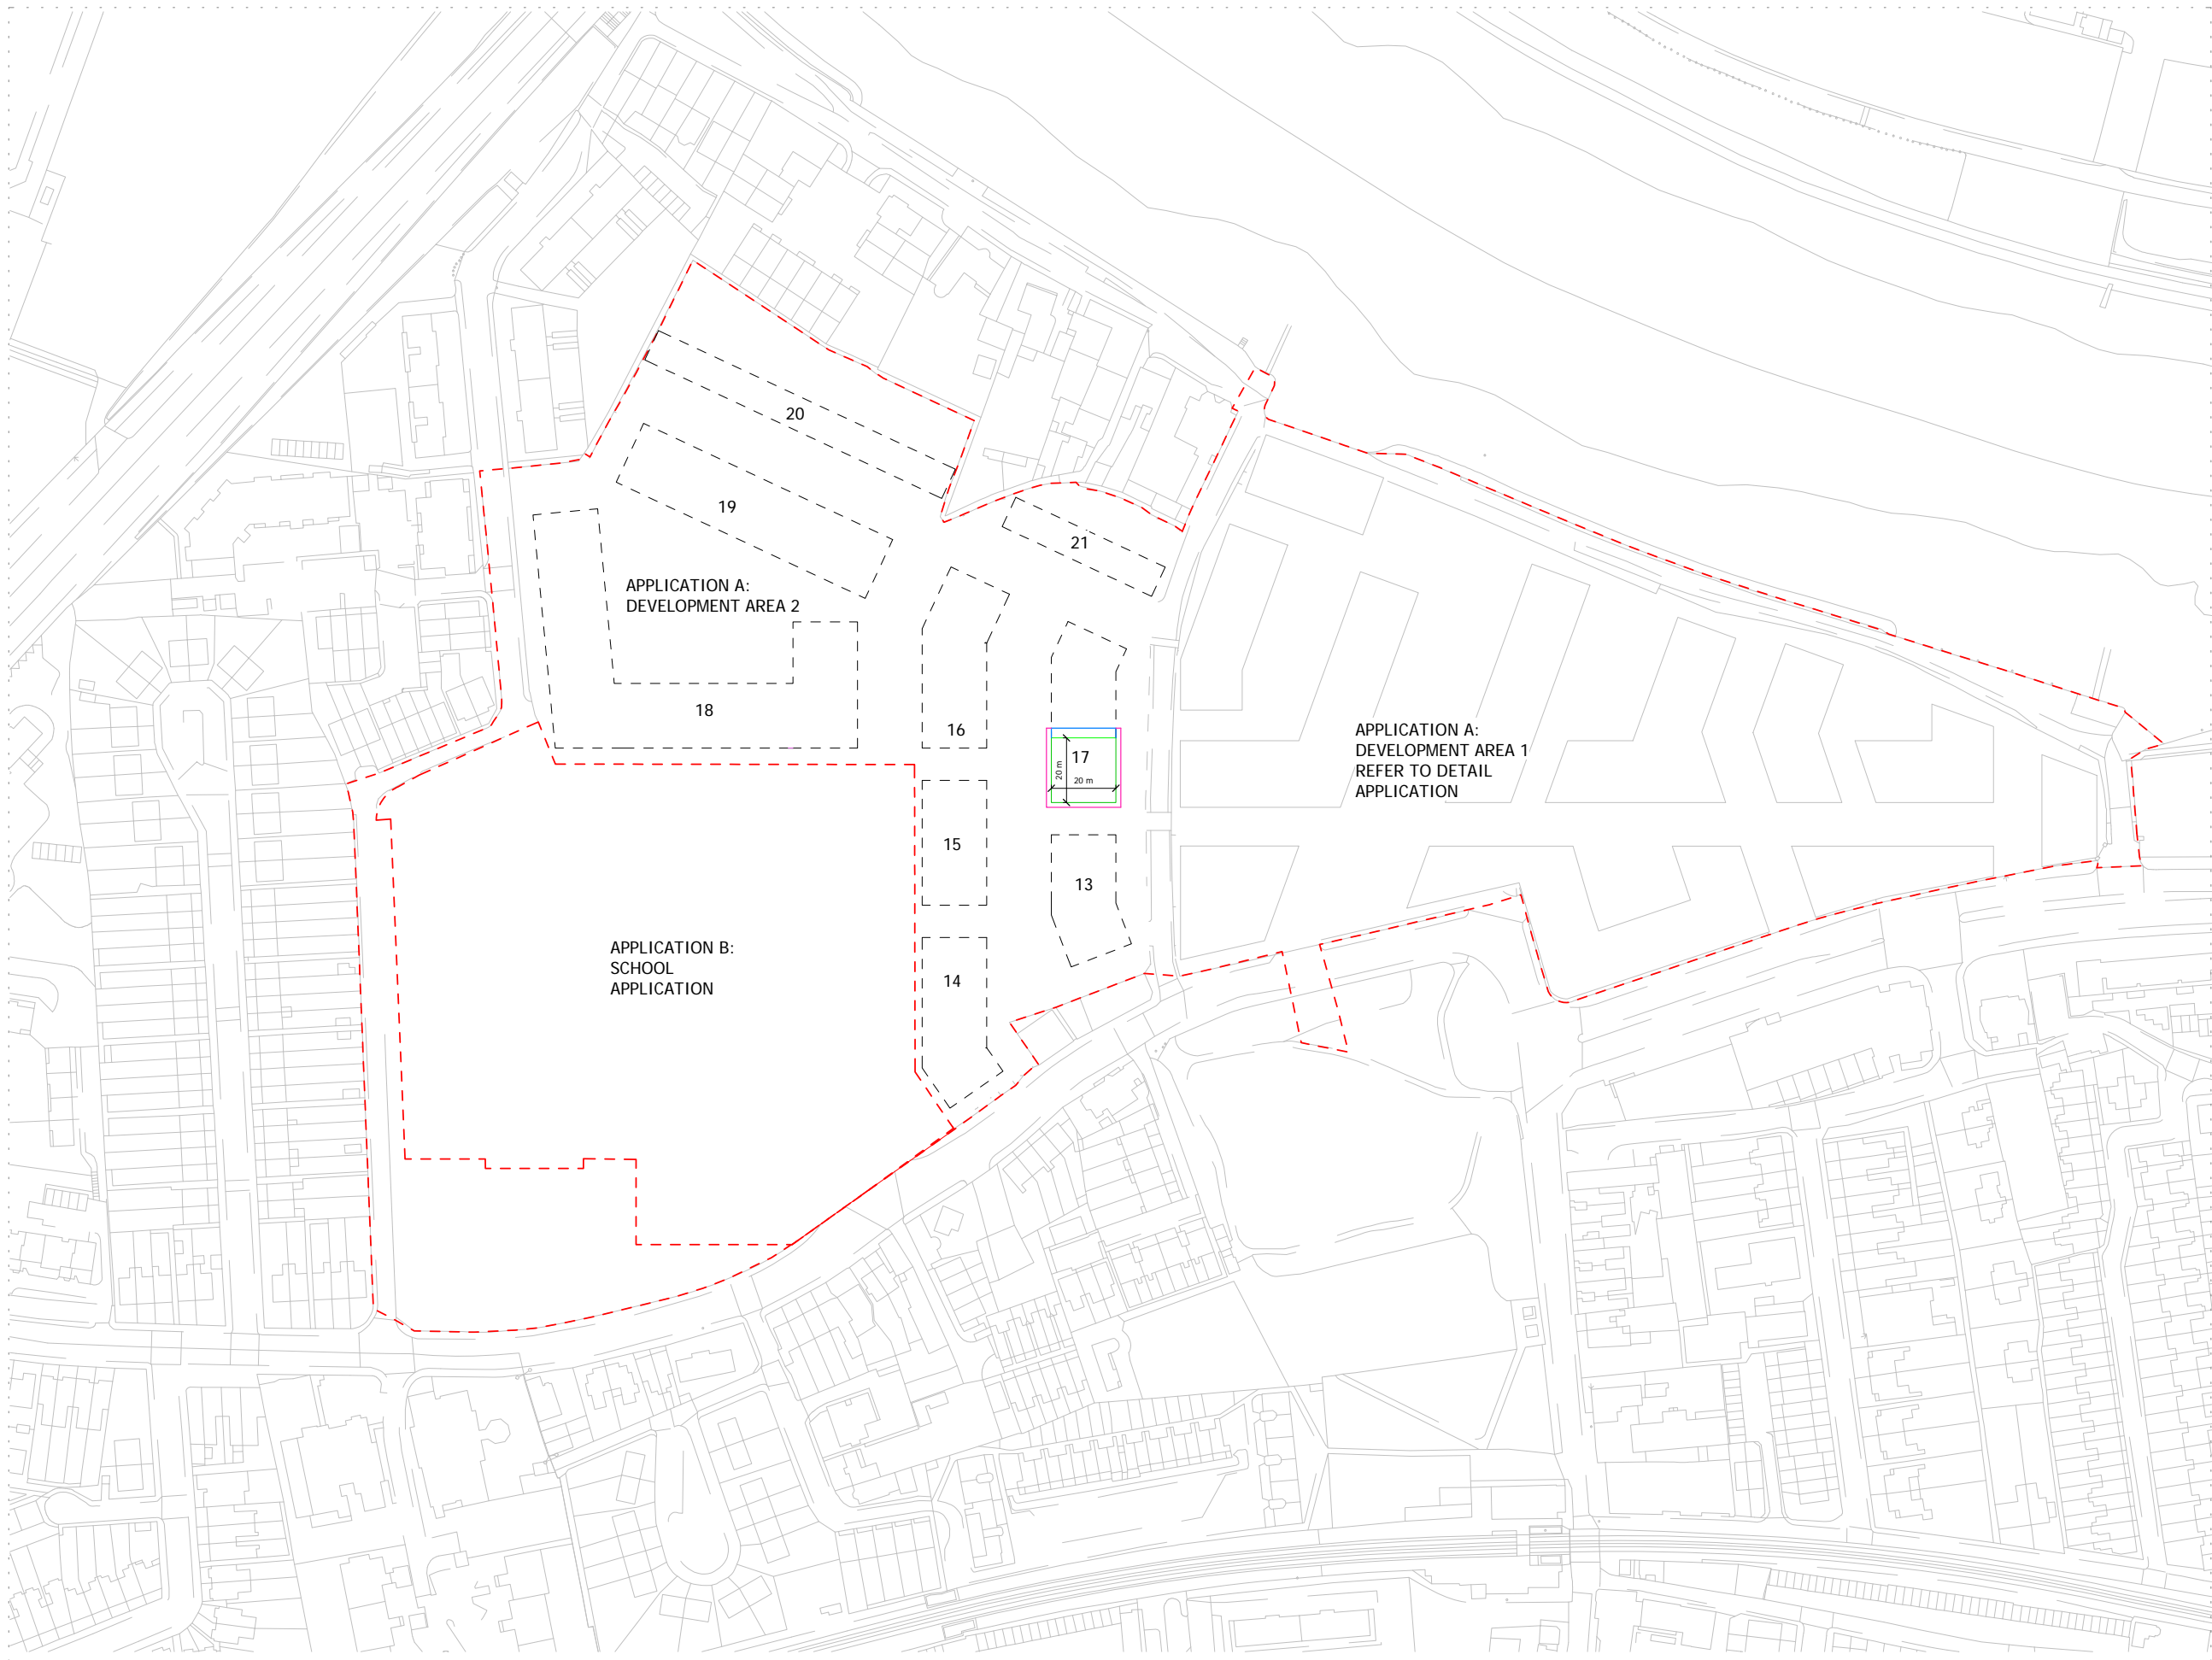 20
19
21
APPLICATION A:
DEVELOPMENT AREA 2
18
16
17
20 m
20 m
APPLICATION A:
DEVELOPMENT AREA 1
REFER TO DETAIL
APPLICATION
15
13
APPLICATION B:
SCHOOL
APPLICATION
14